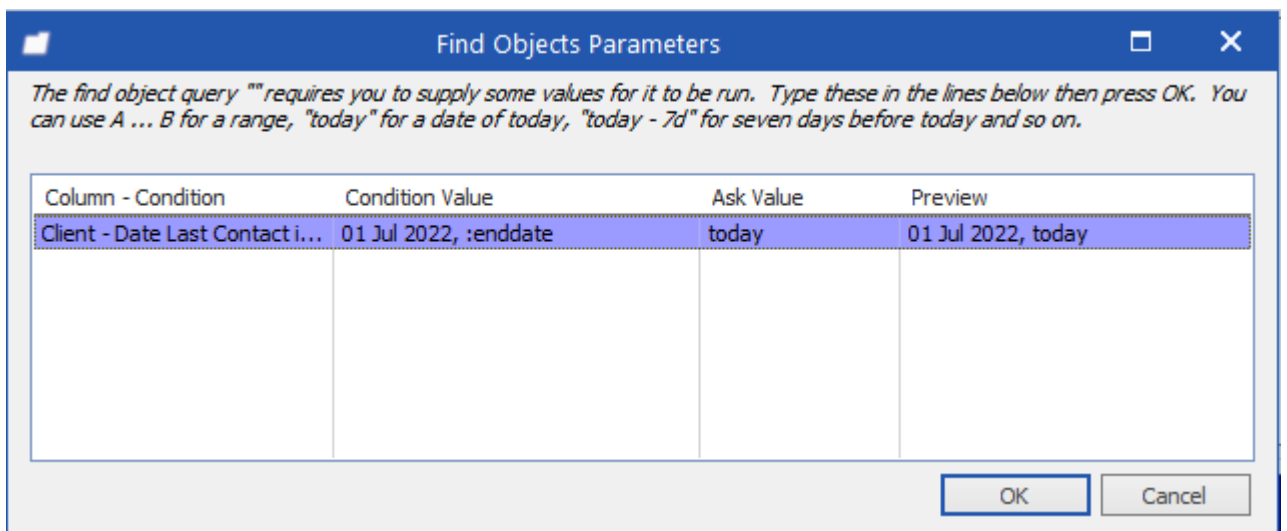 Find Objects Parameters
The find object query "" requires you to supply some values for it to be run. Type these in the lines below then press OK. You
can use A ... B for a range, "today" for a date of today, "today - 7d" for seven days before today and so on.
Column - Condition Condition Value Ask Value Preview
Client - Date Last Contact i... 01 Jul 2022, :enddate today 01 Jul 2022, today
OK Cancel